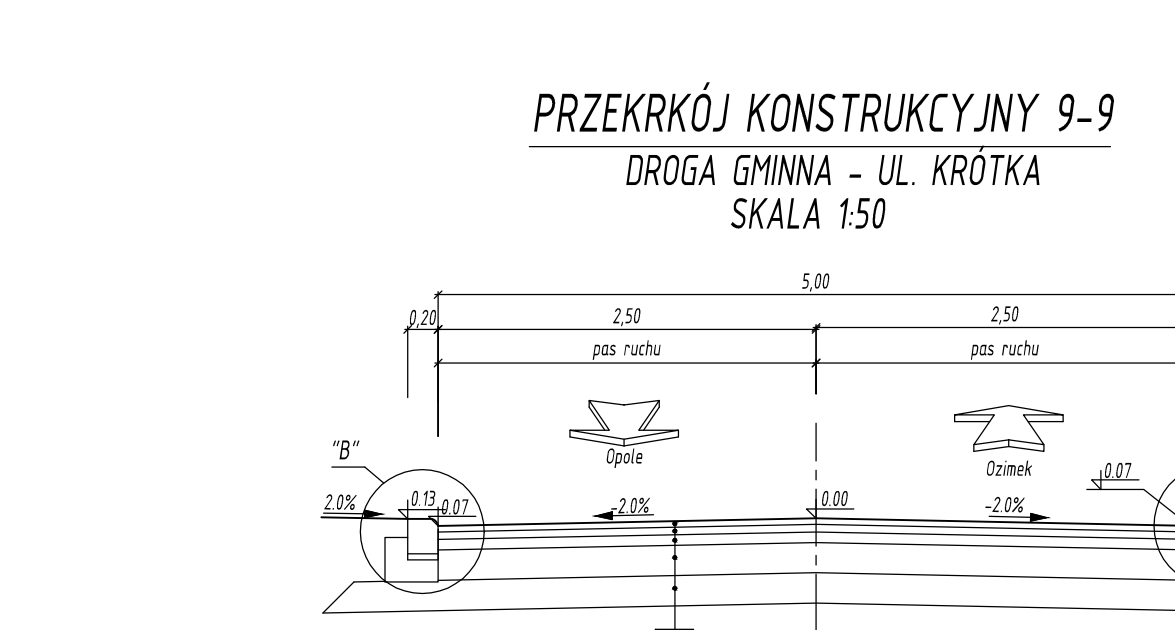 PRZEKRKÓJ KONSTRUKCYJNY 9-9
DROGA GMINNA - UL. KRÓTKA
SKALA 1:50
5,00
0,20
2,50
2,50
pas ruchu
pas ruchu
Opole
Ozimek
"B"
2.0%
0.13
0.07
-2.0%
0.00
-2.0%
0.07